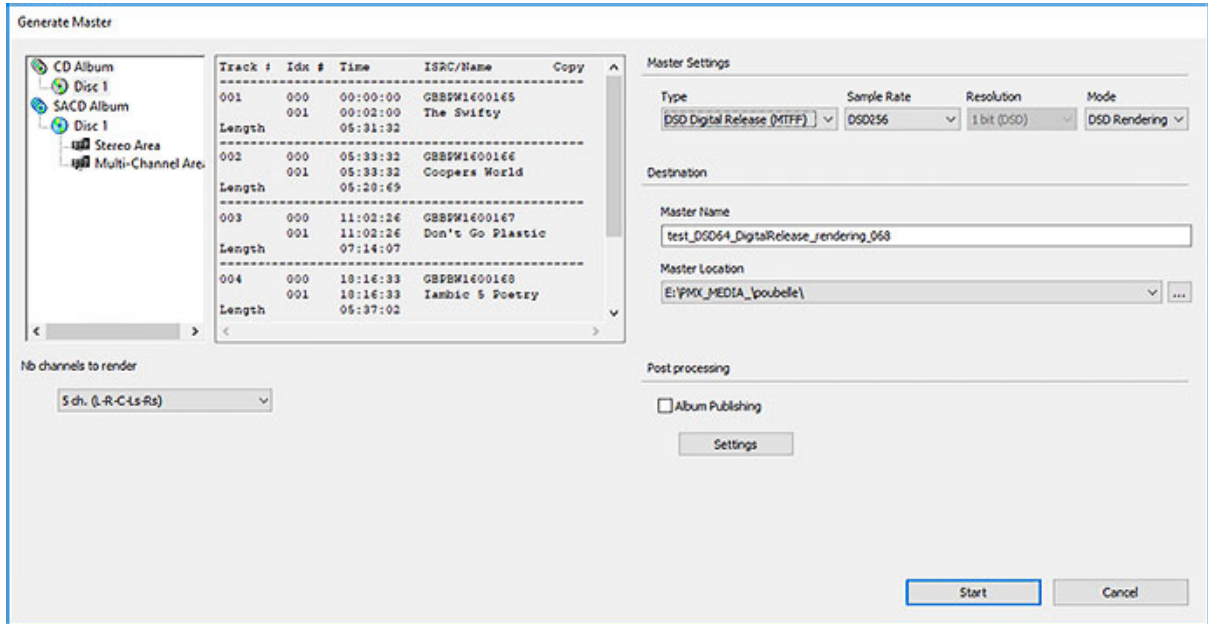 Generate Master
CD Album
Disc 1
SACD Album
Disc 1
Stereo Area
Multi-Channel Are
Track # Idx # Time ISRC/Name Copy
001 000 00:00:00 GBBPW1600165
001 00:02:00 The Swifty
Length 05:31:32
002 000 05:33:32 GBBPW1600166
001 05:33:32 Coopers World
Length 05:28:69
003 000 11:02:26 GBBPW1600167
001 11:02:26 Don't Go Plastic
Length 07:14:07
004 000 18:16:33 GBPBW1600168
001 18:16:33 Iambic 5 Poetry
Length 05:37:02
Nb channels to render
5 ch. (L-R-C-Ls-Rs)
Master Settings
Type Sample Rate Resolution Mode
DSD Digital Release (MTFF) DSD256 1 bit (DSD) DSD Rendering
Destination
Master Name
test_DSD64_DigitalRelease_rendering_068
Master Location
E:\PMX_MEDIA_\poubelle\
...
Post processing
Album Publishing
Settings
Start Cancel